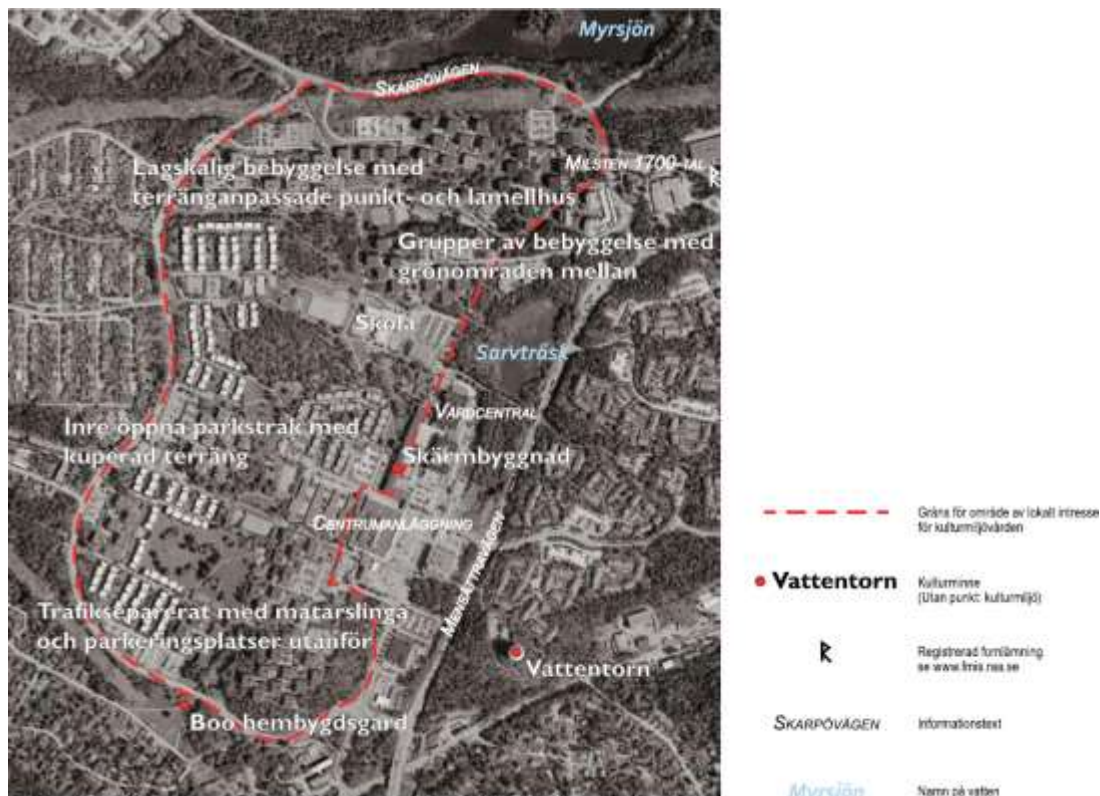 Myrsjön
SKARPÖVÄGEN
MILSTEN 1700-TAL
Lagskalig bebyggelse med
terränganpassade punkt- och lamellhus
Grupper av bebyggelse med
grönområden mellan
Skola
Sarvträsk
VÅRDCENTRAL
Inre öppna parkstrak med
kuperad terräng
Skärmbyggnad
CENTRUMANLÄGGNING
MENSÄTTRAVÄGEN
Trafikseparerat med matarslinga
och parkeringsplatser utanför
Vattentorn
Boo hembygdsgard
Gräns för område av lokalt intresse
för kulturmiljövården
Vattentorn
Kulturminne
(Utan punkt: kulturmiljö)
Registrerad fornlämning
se www.fmis.raa.se
SKARPÖVÄGEN
Informationstext
Myrsjön
Namn på vatten